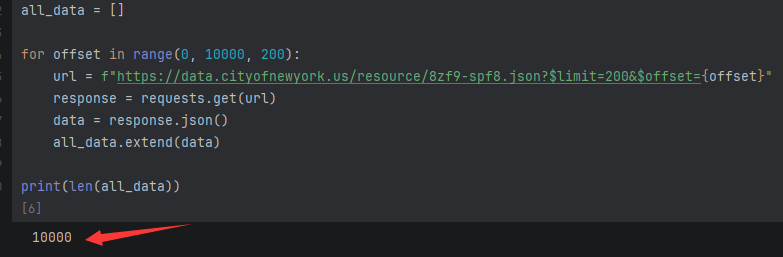 all_data = []
for offset in range(0, 10000, 200):
    url = f"https://data.cityofnewyork.us/resource/8zf9-spf8.json?$limit=200&$offset={offset}"
    response = requests.get(url)
    data = response.json()
    all_data.extend(data)
print(len(all_data))
[6]
10000